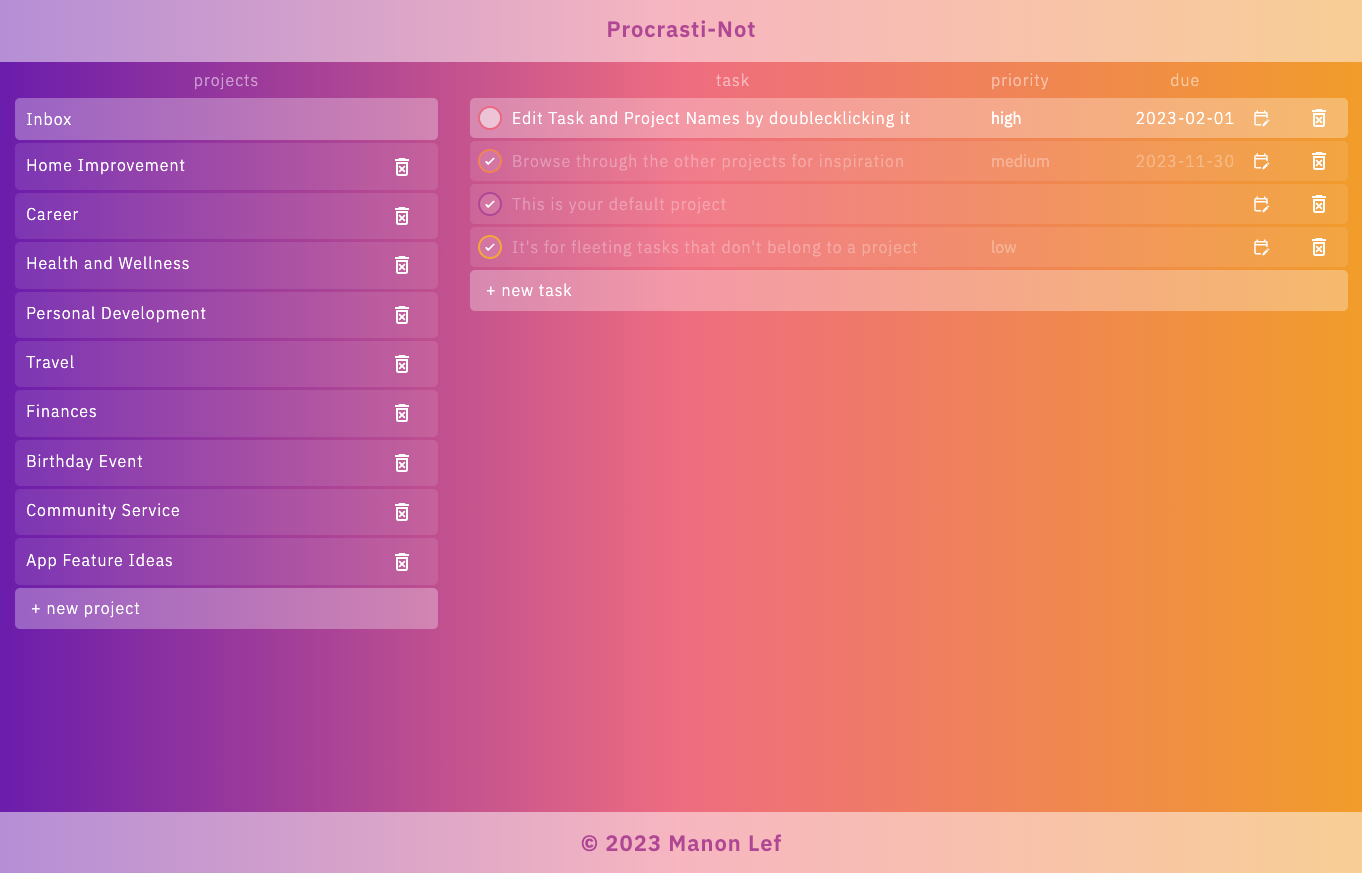 Procrasti-Not
projects
Inbox
Home Improvement
Career
Health and Wellness
Personal Development
Travel
Finances
Birthday Event
Community Service
App Feature Ideas
+ new project
task priority due
Edit Task and Project Names by doublecklicking it high 2023-02-01
Browse through the other projects for inspiration medium 2023-11-30
This is your default project
It's for fleeting tasks that don't belong to a project low
+ new task
© 2023 Manon Lef